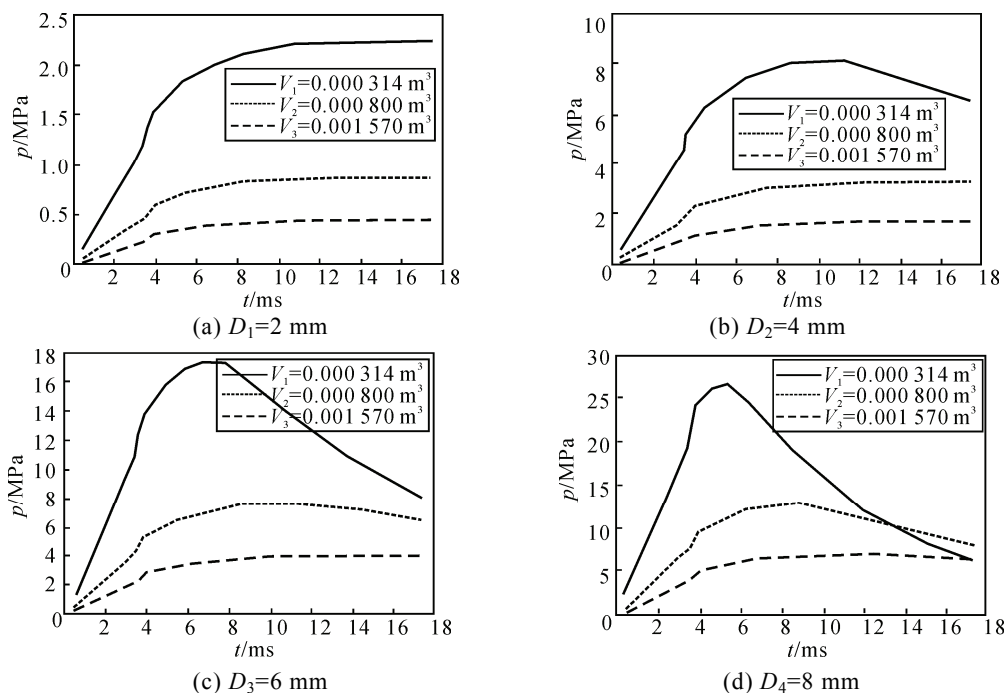 2.5
2.0
1.5
1.0
0.5
0
p/MPa
V₁=0.000 314 m³
V₂=0.000 800 m³
V₃=0.001 570 m³
2 4 6 8 10 12 14 16 18
t/ms
(a) D₁=2 mm
10
8
6
4
2
0
p/MPa
V₁=0.000 314 m³
V₂=0.000 800 m³
V₃=0.001 570 m³
2 4 6 8 10 12 14 16 18
t/ms
(b) D₂=4 mm
18
16
14
12
10
8
6
4
2
0
p/MPa
V₁=0.000 314 m³
V₂=0.000 800 m³
V₃=0.001 570 m³
2 4 6 8 10 12 14 16 18
t/ms
(c) D₃=6 mm
30
25
20
15
10
5
0
p/MPa
V₁=0.000 314 m³
V₂=0.000 800 m³
V₃=0.001 570 m³
2 4 6 8 10 12 14 16 18
t/ms
(d) D₄=8 mm